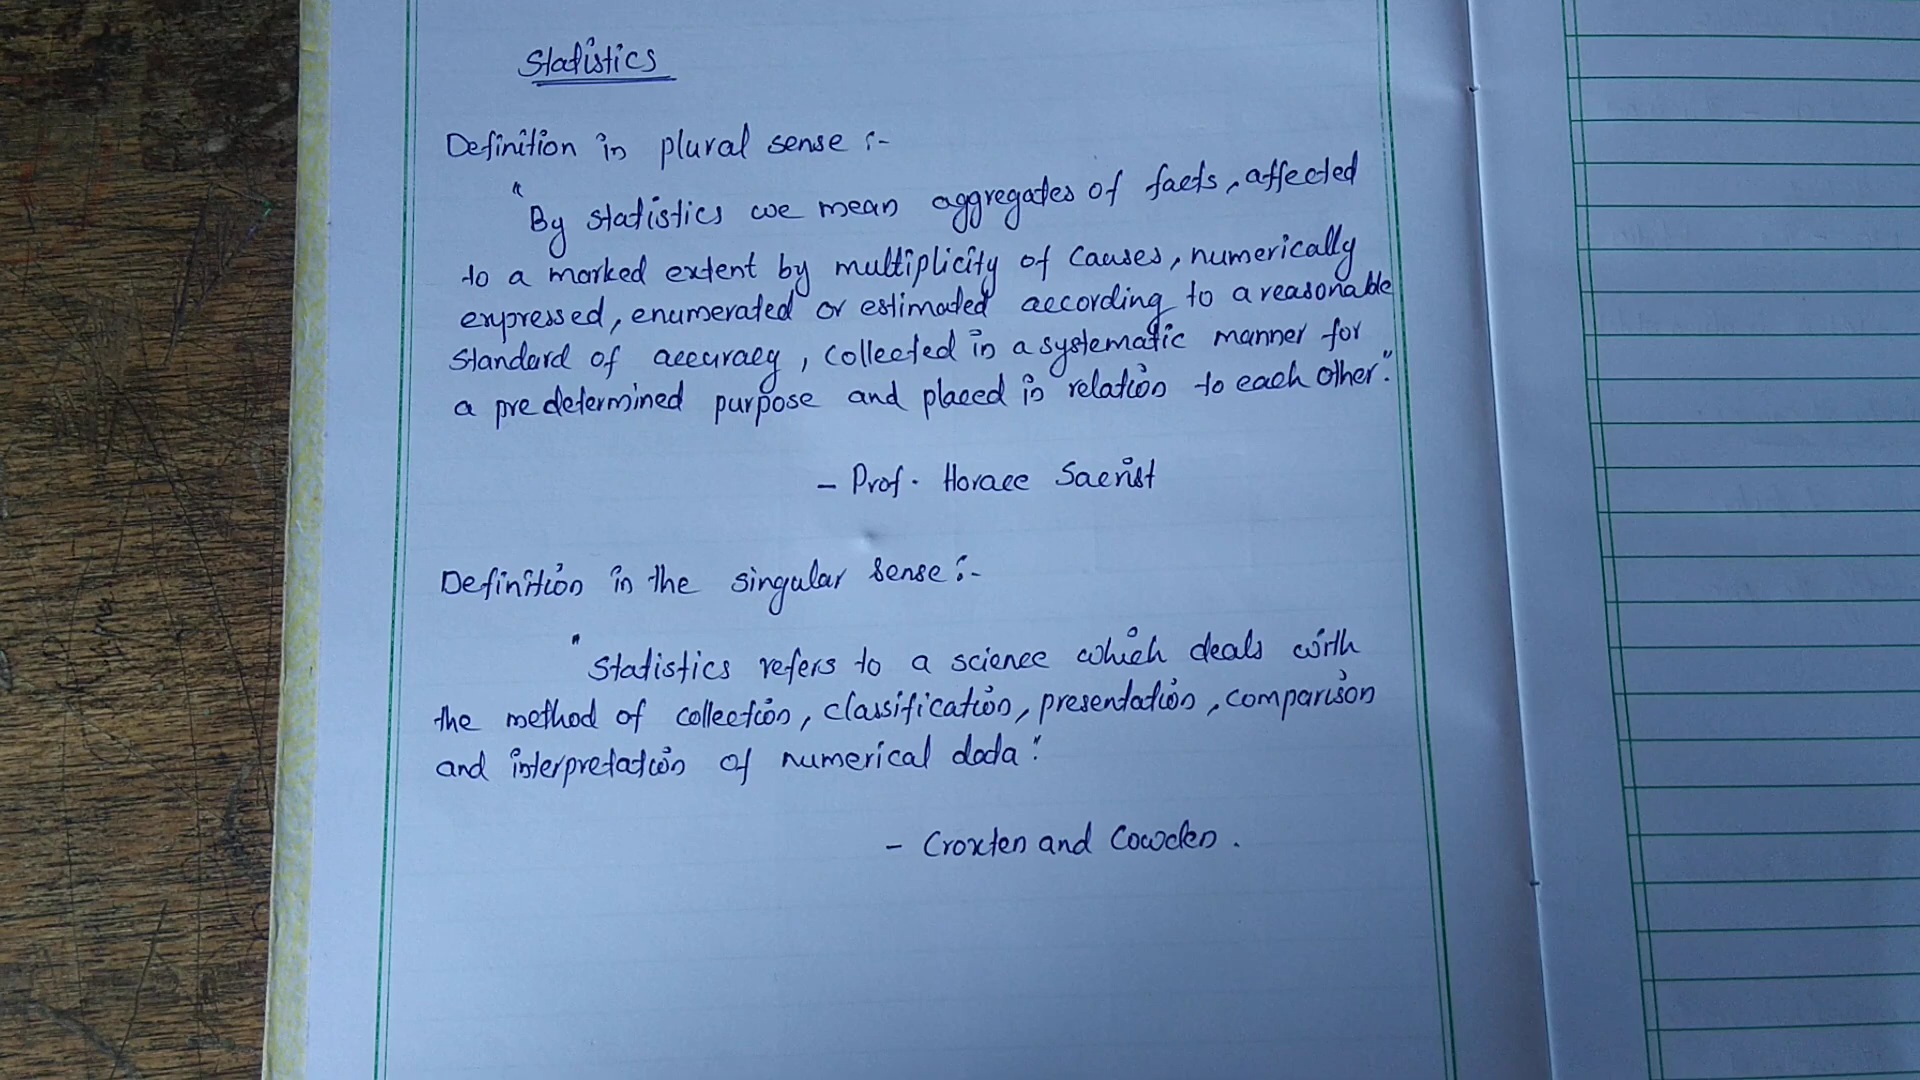 Statistics
Definition in plural sense :-
"By statistics we mean aggregates of facts, affected
to a marked extent by multiplicity of causes, numerically
expressed, enumerated or estimated according to a reasonable
standard of accuracy, collected in a systematic manner for
a pre determined purpose and placed in relation to each other."
- Prof. Horace Sacrist
Definition in the singular sense :-
"Statistics refers to a science which deals with
the method of collection, classification, presentation, comparison
and interpretation of numerical data."
- Croxten and Cowden.